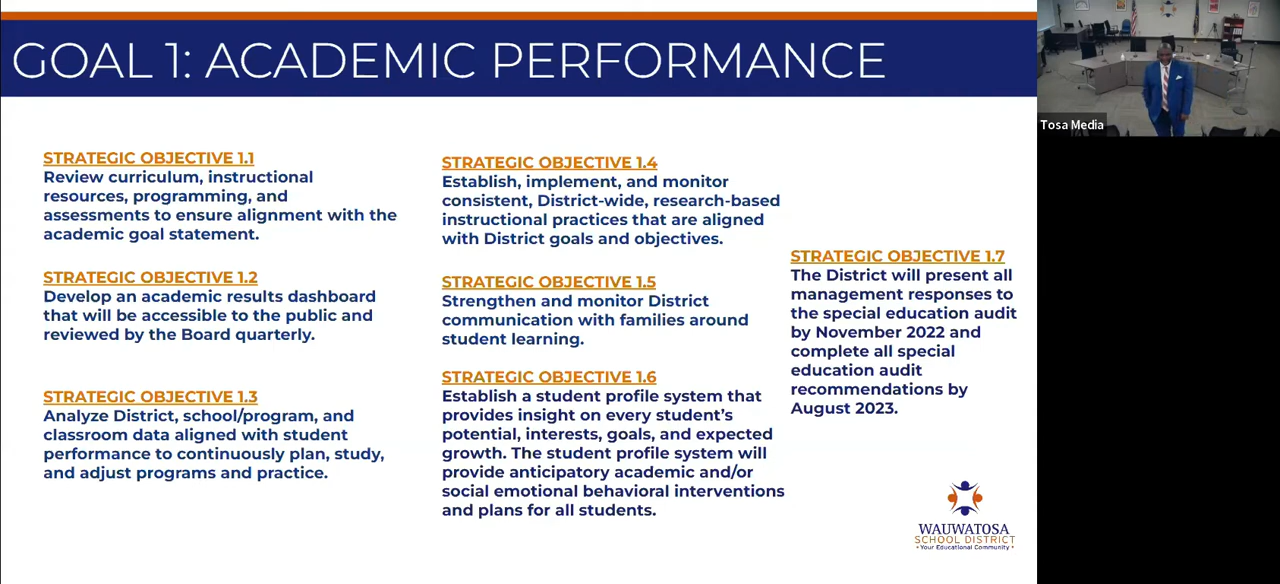 GOAL 1: ACADEMIC PERFORMANCE
STRATEGIC OBJECTIVE 1.1
Review curriculum, instructional
resources, programming, and
assessments to ensure alignment with the
academic goal statement.
STRATEGIC OBJECTIVE 1.2
Develop an academic results dashboard
that will be accessible to the public and
reviewed by the Board quarterly.
STRATEGIC OBJECTIVE 1.3
Analyze District, school/program, and
classroom data aligned with student
performance to continuously plan, study,
and adjust programs and practice.
STRATEGIC OBJECTIVE 1.4
Establish, implement, and monitor
consistent, District-wide, research-based
instructional practices that are aligned
with District goals and objectives.
STRATEGIC OBJECTIVE 1.5
Strengthen and monitor District
communication with families around
student learning.
STRATEGIC OBJECTIVE 1.6
Establish a student profile system that
provides insight on every student's
potential, interests, goals, and expected
growth. The student profile system will
provide anticipatory academic and/or
social emotional behavioral interventions
and plans for all students.
STRATEGIC OBJECTIVE 1.7
The District will present all
management responses to
the special education audit
by November 2022 and
complete all special
education audit
recommendations by
August 2023.
WAUWATOSA
SCHOOL DISTRICT
• Your Educational Community •
Tosa Media